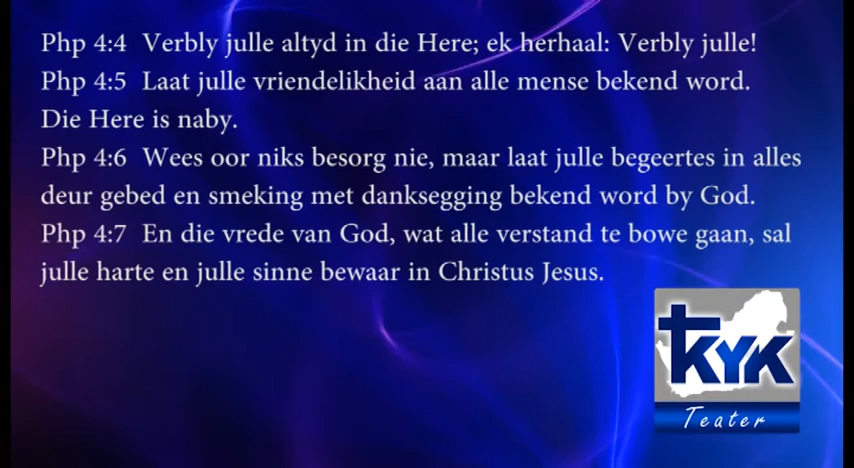 Php 4:4 Verbly julle altyd in die Here; ek herhaal: Verbly julle!
Php 4:5 Laat julle vriendelikheid aan alle mense bekend word.
Die Here is naby.
Php 4:6 Wees oor niks besorg nie, maar laat julle begeertes in alles
deur gebed en smeking met danksegging bekend word by God.
Php 4:7 En die vrede van God, wat alle verstand te bowe gaan, sal
julle harte en julle sinne bewaar in Christus Jesus.
KYK
Teater